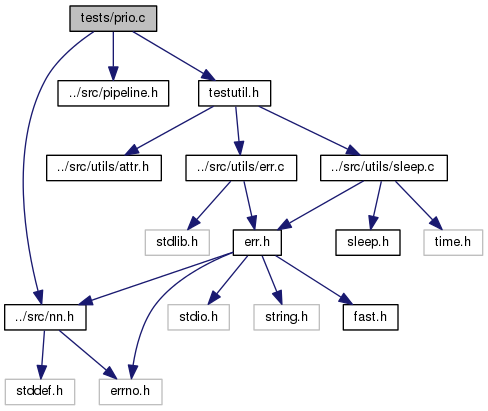 tests/prio.c
../src/pipeline.h
testutil.h
../src/utils/attr.h
../src/utils/err.c
../src/utils/sleep.c
stdlib.h
err.h
sleep.h
time.h
../src/nn.h
stdio.h
string.h
fast.h
stddef.h
errno.h